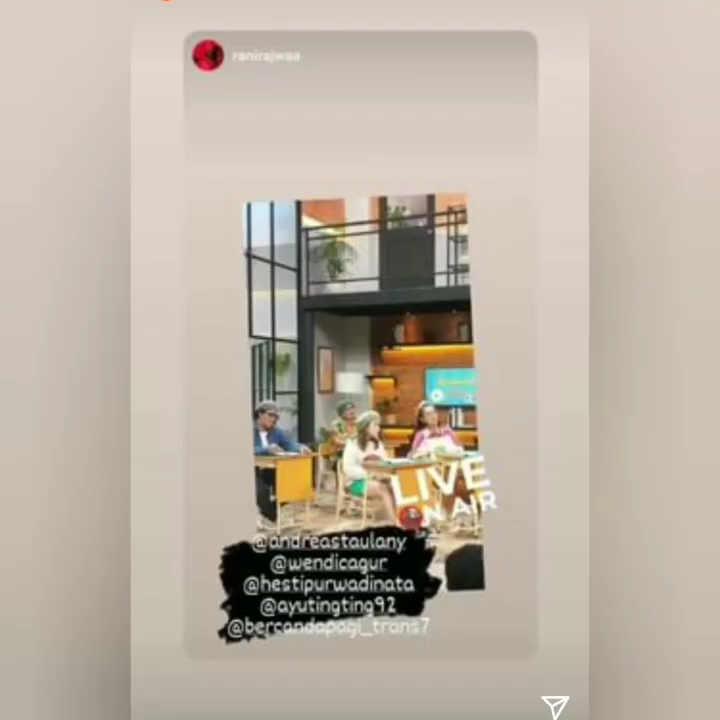 ranirajwaa
LIVE
ON AIR
@andreastaulany
@wendicagur
@hestipurwadinata
@ayutingting92
@bercandapagi_trans7